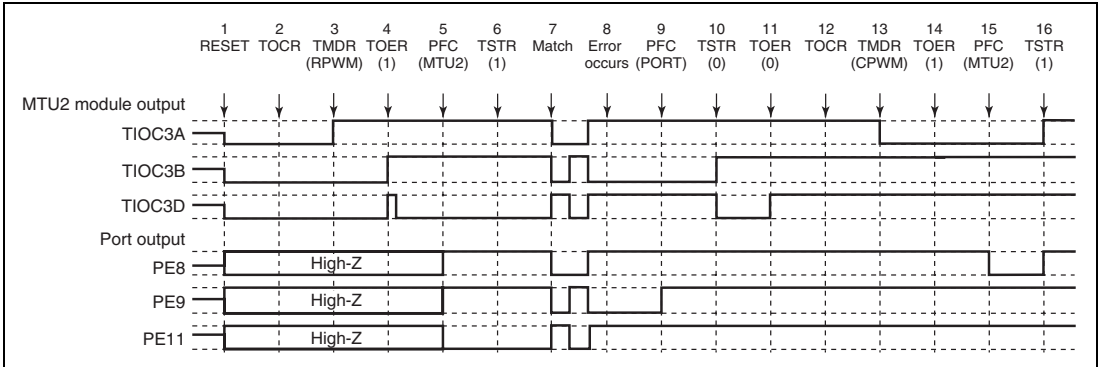 1 2 3 4 5 6 7 8 9 10 11 12 13 14 15 16
RESET TOCR TMDR TOER PFC TSTR Match Error PFC TSTR TOER TOCR TMDR TOER PFC TSTR
(RPWM) (1) (MTU2) (1) occurs (PORT) (0) (0) (CPWM) (1) (MTU2) (1)
MTU2 module output
TIOC3A
TIOC3B
TIOC3D
Port output
PE8 High-Z
PE9 High-Z
PE11 High-Z